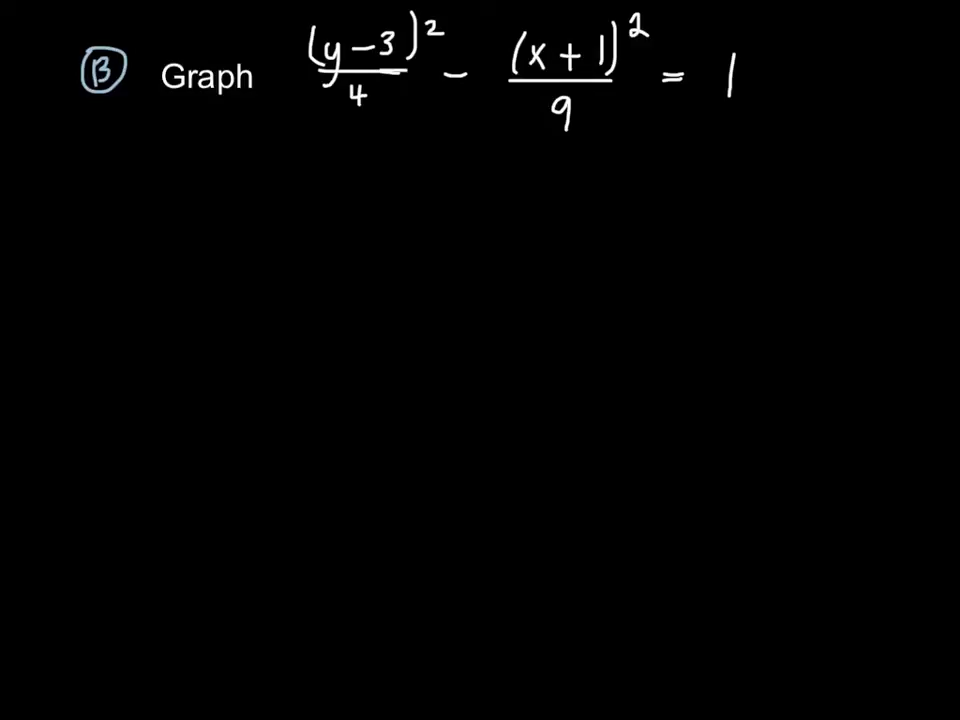 Ⓑ Graph (y - 3)²/4 - (x + 1)²/9 = 1